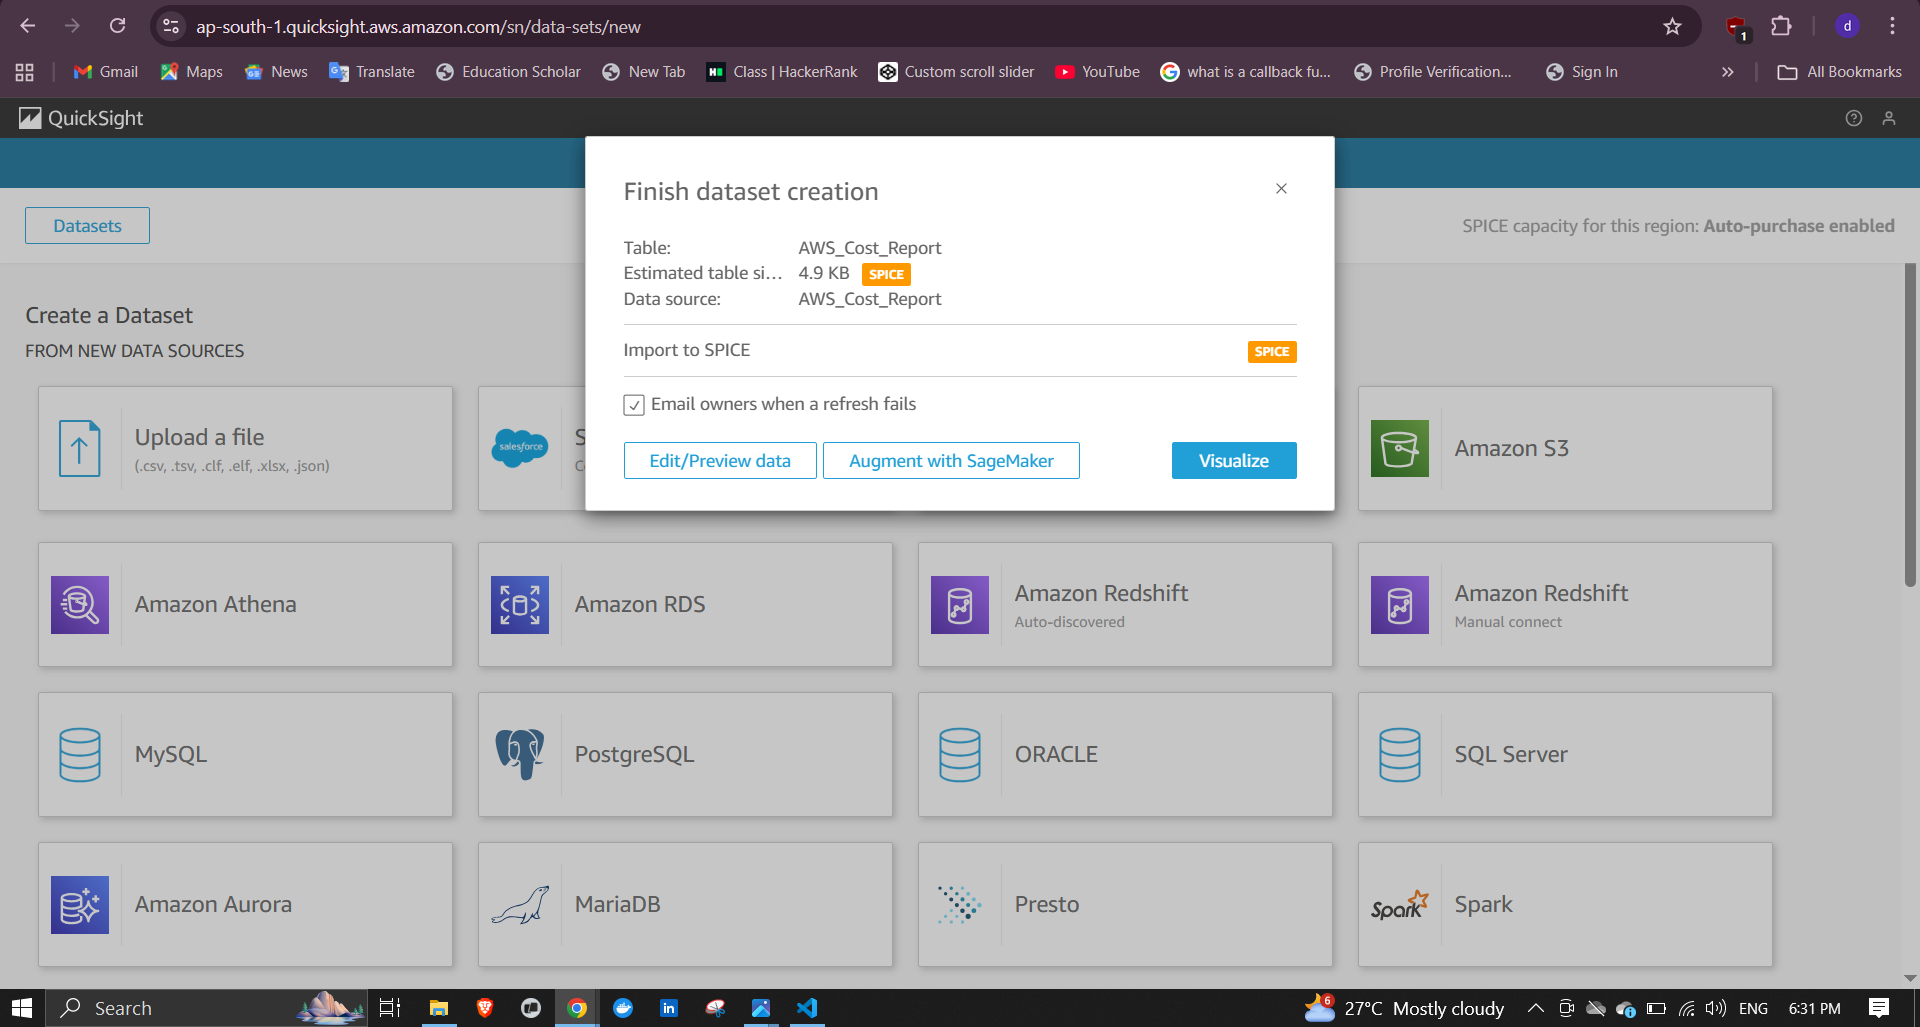 ap-south-1.quicksight.aws.amazon.com/sn/data-sets/new
1
d
Gmail
Maps
News
Translate
Education Scholar
New Tab
Class | HackerRank
Custom scroll slider
YouTube
what is a callback fu...
Profile Verification...
Sign In
All Bookmarks
QuickSight
Datasets
SPICE capacity for this region: Auto-purchase enabled
Finish dataset creation
Table: AWS_Cost_Report
Estimated table si... 4.9 KB SPICE
Data source: AWS_Cost_Report
Import to SPICE SPICE
Email owners when a refresh fails
Edit/Preview data
Augment with SageMaker
Visualize
Create a Dataset
FROM NEW DATA SOURCES
Upload a file
(.csv, .tsv, .clf, .elf, .xlsx, .json)
salesforce
Amazon S3
Amazon Athena
Amazon RDS
Amazon Redshift
Auto-discovered
Amazon Redshift
Manual connect
MySQL
PostgreSQL
ORACLE
SQL Server
Amazon Aurora
MariaDB
Presto
Spark
Spark
Search
6
27°C Mostly cloudy
ENG
6:31 PM